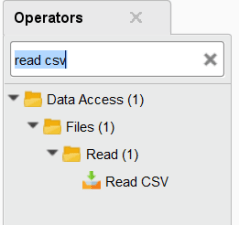 Operators
read csv
Data Access (1)
Files (1)
Read (1)
Read CSV